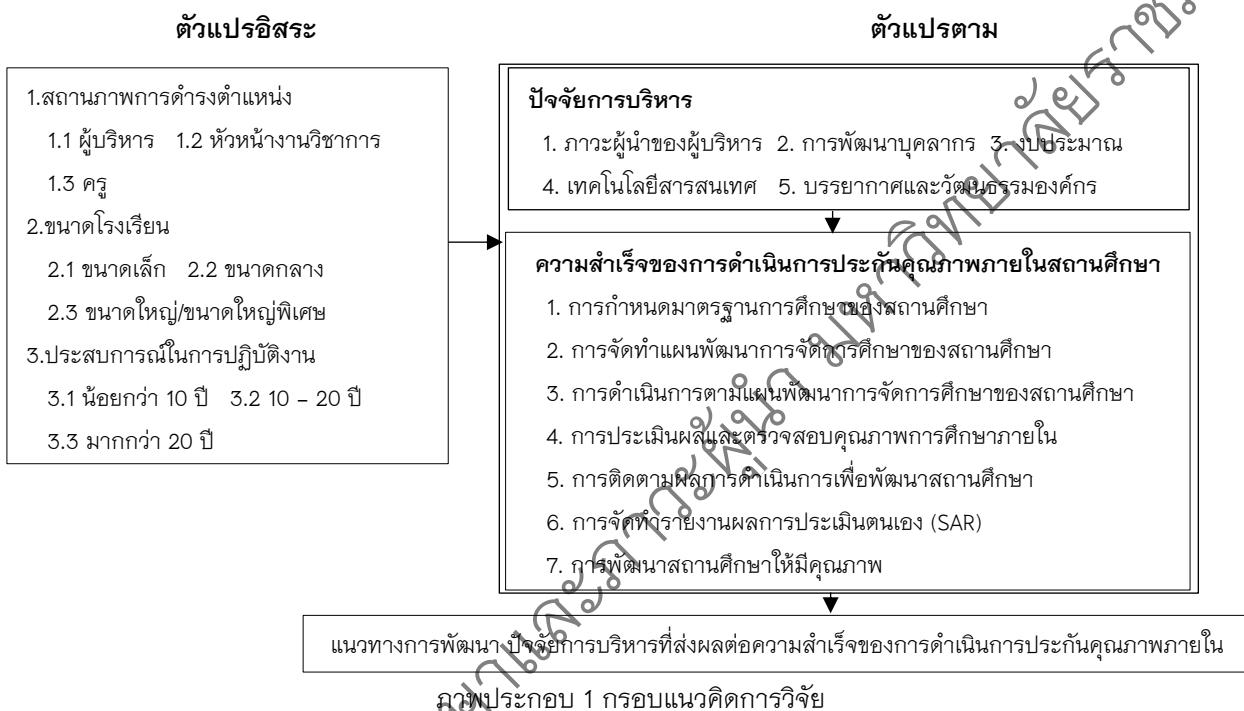 ตัวแปรอิสระ
1.สถานภาพการดำรงตำแหน่ง
1.1 ผู้บริหาร 1.2 หัวหน้างานวิชาการ
1.3 ครู
2.ขนาดโรงเรียน
2.1 ขนาดเล็ก 2.2 ขนาดกลาง
2.3 ขนาดใหญ่/ขนาดใหญ่พิเศษ
3.ประสบการณ์ในการปฏิบัติงาน
3.1 น้อยกว่า 10 ปี 3.2 10 – 20 ปี
3.3 มากกว่า 20 ปี
ตัวแปรตาม
ปัจจัยการบริหาร
1. ภาวะผู้นำของผู้บริหาร 2. การพัฒนาบุคลากร 3. งบประมาณ
4. เทคโนโลยีสารสนเทศ 5. บรรยากาศและวัฒนธรรมองค์กร
ความสำเร็จของการดำเนินการประกันคุณภาพภายในสถานศึกษา
1. การกำหนดมาตรฐานการศึกษาของสถานศึกษา
2. การจัดทำแผนพัฒนาการจัดการศึกษาของสถานศึกษา
3. การดำเนินการตามแผนพัฒนาการจัดการศึกษาของสถานศึกษา
4. การประเมินผลและตรวจสอบคุณภาพการศึกษาภายใน
5. การติดตามผลการดำเนินการเพื่อพัฒนาสถานศึกษา
6. การจัดทำรายงานผลการประเมินตนเอง (SAR)
7. การพัฒนาสถานศึกษาให้มีคุณภาพ
แนวทางการพัฒนา ปัจจัยการบริหารที่ส่งผลต่อความสำเร็จของการดำเนินการประกันคุณภาพภายใน
ภาพประกอบ 1 กรอบแนวคิดการวิจัย
และภาวะผู้นำ มหาวิทยาลัยราช